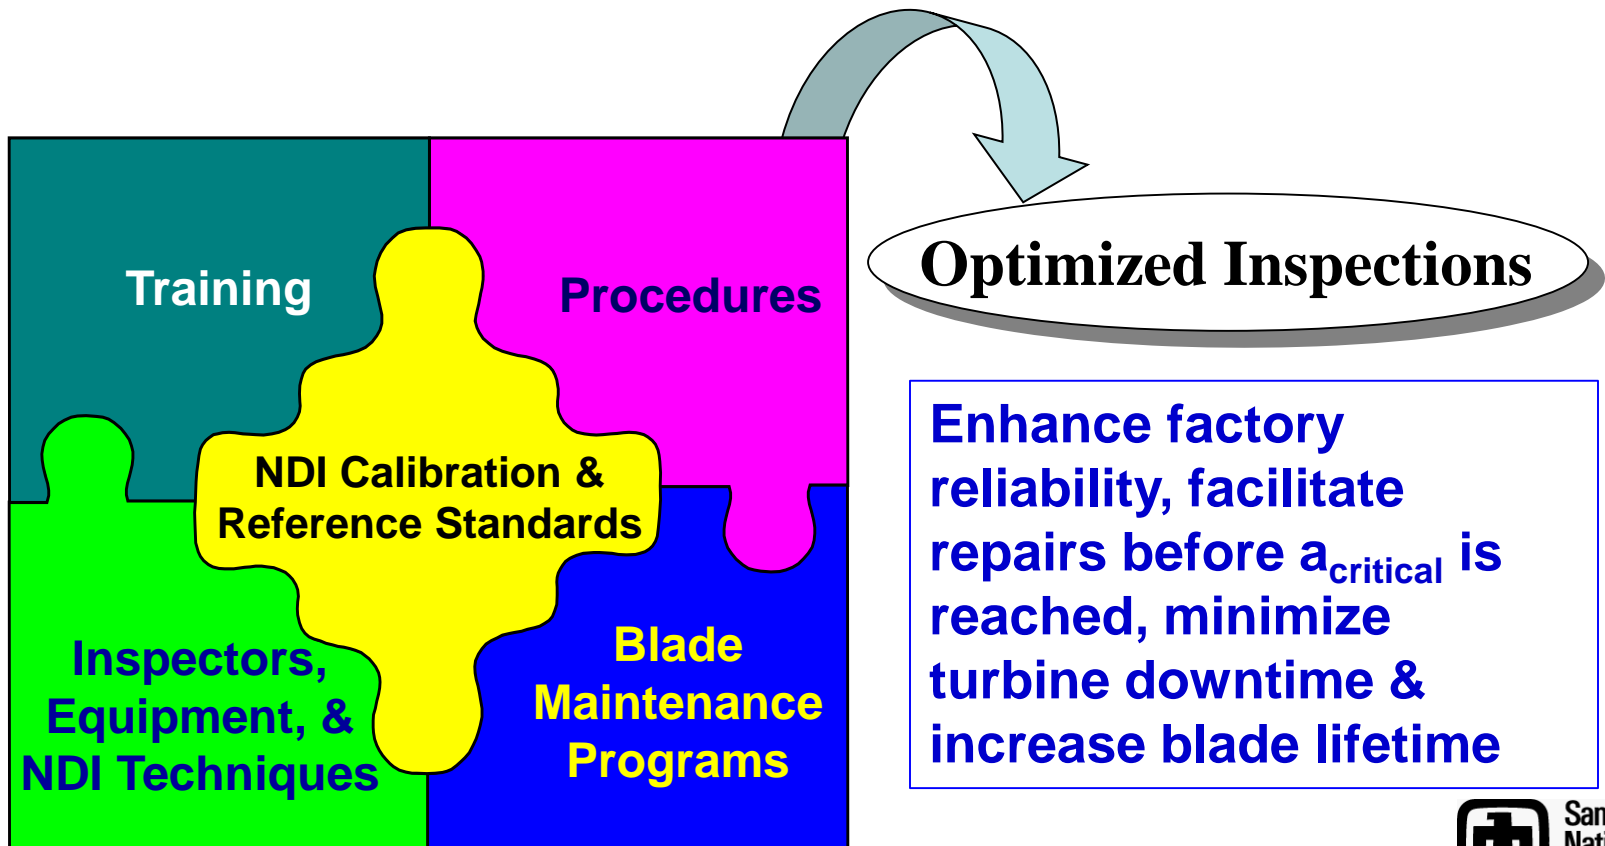 Training
Procedures
NDI Calibration &
Reference Standards
Inspectors,
Equipment, &
NDI Techniques
Blade
Maintenance
Programs
Optimized Inspections
Enhance factory
reliability, facilitate
repairs before a_critical is
reached, minimize
turbine downtime &
increase blade lifetime